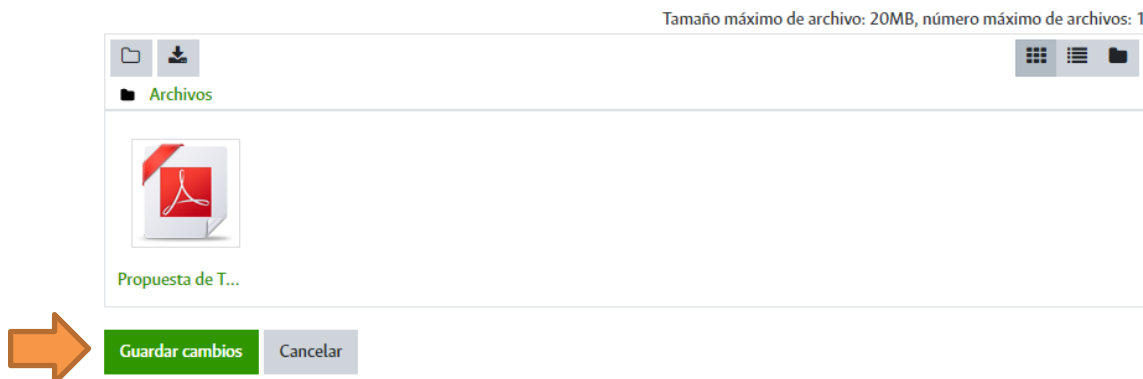 Tamaño máximo de archivo: 20MB, número máximo de archivos: 1
Archivos
Propuesta de T...
Guardar cambios
Cancelar